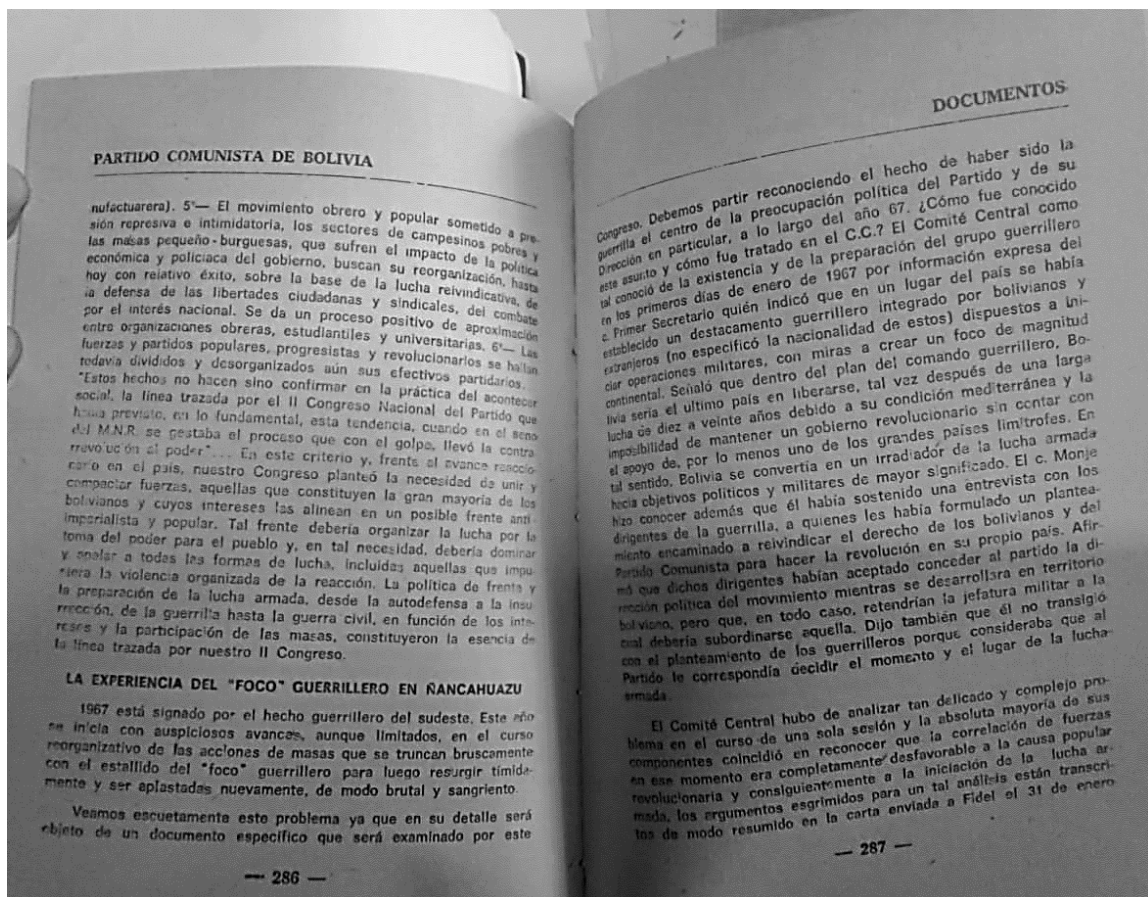 PARTIDO COMUNISTA DE BOLIVIA
nufactuarera). 5º— El movimiento obrero y popular sometido a pre-
sión represiva e intimidatoria, los sectores de campesinos pobres y
las masas pequeño-burguesas, que sufren el impacto de la política
económica y policíaca del gobierno, buscan su reorganización, hasta
hoy con relativo éxito, sobre la base de la lucha reivindicativa, de
la defensa de las libertades ciudadanas y sindicales, del combate
por el interés nacional. Se da un proceso positivo de aproximación
entre organizaciones obreras, estudiantiles y universitarias. 6º— Las
fuerzas y partidos populares, progresistas y revolucionarios se hallan
todavía divididos y desorganizados aún sus efectivos partidarios.
"Estos hechos no hacen sino confirmar en la práctica del acontecer
social, la línea trazada por el II Congreso Nacional del Partido que
había previsto, en lo fundamental, esta tendencia, cuando en el seno
del M.N.R. se gestaba el proceso que con el golpe, llevó la contra
rrevolución al poder"... En este criterio y, frente al avance reaccio-
nario en el país, nuestro Congreso planteó la necesidad de unir y
compactar fuerzas, aquellas que constituyen la gran mayoría de los
bolivianos y cuyos intereses las alinean en un posible frente anti-
imperialista y popular. Tal frente debería organizar la lucha por la
toma del poder para el pueblo y, en tal necesidad, debería dominar
y apelar a todas las formas de lucha, incluídas aquellas que impu
siera la violencia organizada de la reacción. La política de frente y
la preparación de la lucha armada, desde la autodefensa a la insu
rrección, de la guerrilla hasta la guerra civil, en función de los inte-
reses y la participación de las masas, constituyeron la esencia de
la línea trazada por nuestro II Congreso.
LA EXPERIENCIA DEL "FOCO" GUERRILLERO EN ÑANCAHUAZU
1967 está signado por el hecho guerrillero del sudeste. Este año
se inicia con auspiciosos avances, aunque limitados, en el curso
reorganizativo de las acciones de masas que se truncan bruscamente
con el estallido del "foco" guerrillero para luego resurgir tímida-
mente y ser aplastadas nuevamente, de modo brutal y sangriento.
Veamos escuetamente este problema ya que en su detalle será
objeto de un documento específico que será examinado por este
— 286 —
DOCUMENTOS
Congreso. Debemos partir reconociendo el hecho de haber sido la
guerrilla el centro de la preocupación política del Partido y de su
Dirección en particular, a lo largo del año 67. ¿Cómo fue conocido
este asunto y cómo fue tratado en el C.C.? El Comité Central como
tal conoció de la existencia y de la preparación del grupo guerrillero
en los primeros días de enero de 1967 por información expresa del
c. Primer Secretario quién indicó que en un lugar del país se había
establecido un destacamento guerrillero integrado por bolivianos y
extranjeros (no especificó la nacionalidad de estos) dispuestos a ini-
ciar operaciones militares, con miras a crear un foco de magnitud
continental. Señaló que dentro del plan del comando guerrillero, Bo-
livia sería el último país en liberarse, tal vez después de una larga
lucha de diez a veinte años debido a su condición mediterránea y la
imposibilidad de mantener un gobierno revolucionario sin contar con
el apoyo de, por lo menos uno de los grandes países limítrofes. En
tal sentido, Bolivia se convertía en un irradiador de la lucha armada
hacia objetivos políticos y militares de mayor significado. El c. Monje
hizo conocer además que él había sostenido una entrevista con los
dirigentes de la guerrilla, a quienes les había formulado un plantea-
miento encaminado a reivindicar el derecho de los bolivianos y del
Partido Comunista para hacer la revolución en su propio país. Afir-
mó que dichos dirigentes habían aceptado conceder al partido la di-
rección política del movimiento mientras se desarrollara en territorio
boliviano, pero que, en todo caso, retendrían la jefatura militar a la
cual debería subordinarse aquella. Dijo también que él no transigió
con el planteamiento de los guerrilleros porque consideraba que al
Partido le correspondía decidir el momento y el lugar de la lucha
armada.
El Comité Central hubo de analizar tan delicado y complejo pro-
blema en el curso de una sola sesión y la absoluta mayoría de sus
componentes coincidió en reconocer que la correlación de fuerzas
en ese momento era completamente desfavorable a la causa popular
revolucionaria y consiguientemente a la iniciación de la lucha ar-
mada, los argumentos esgrimidos para un tal análisis están transcri-
tos de modo resumido en la carta enviada a Fidel el 31 de enero
— 287 —